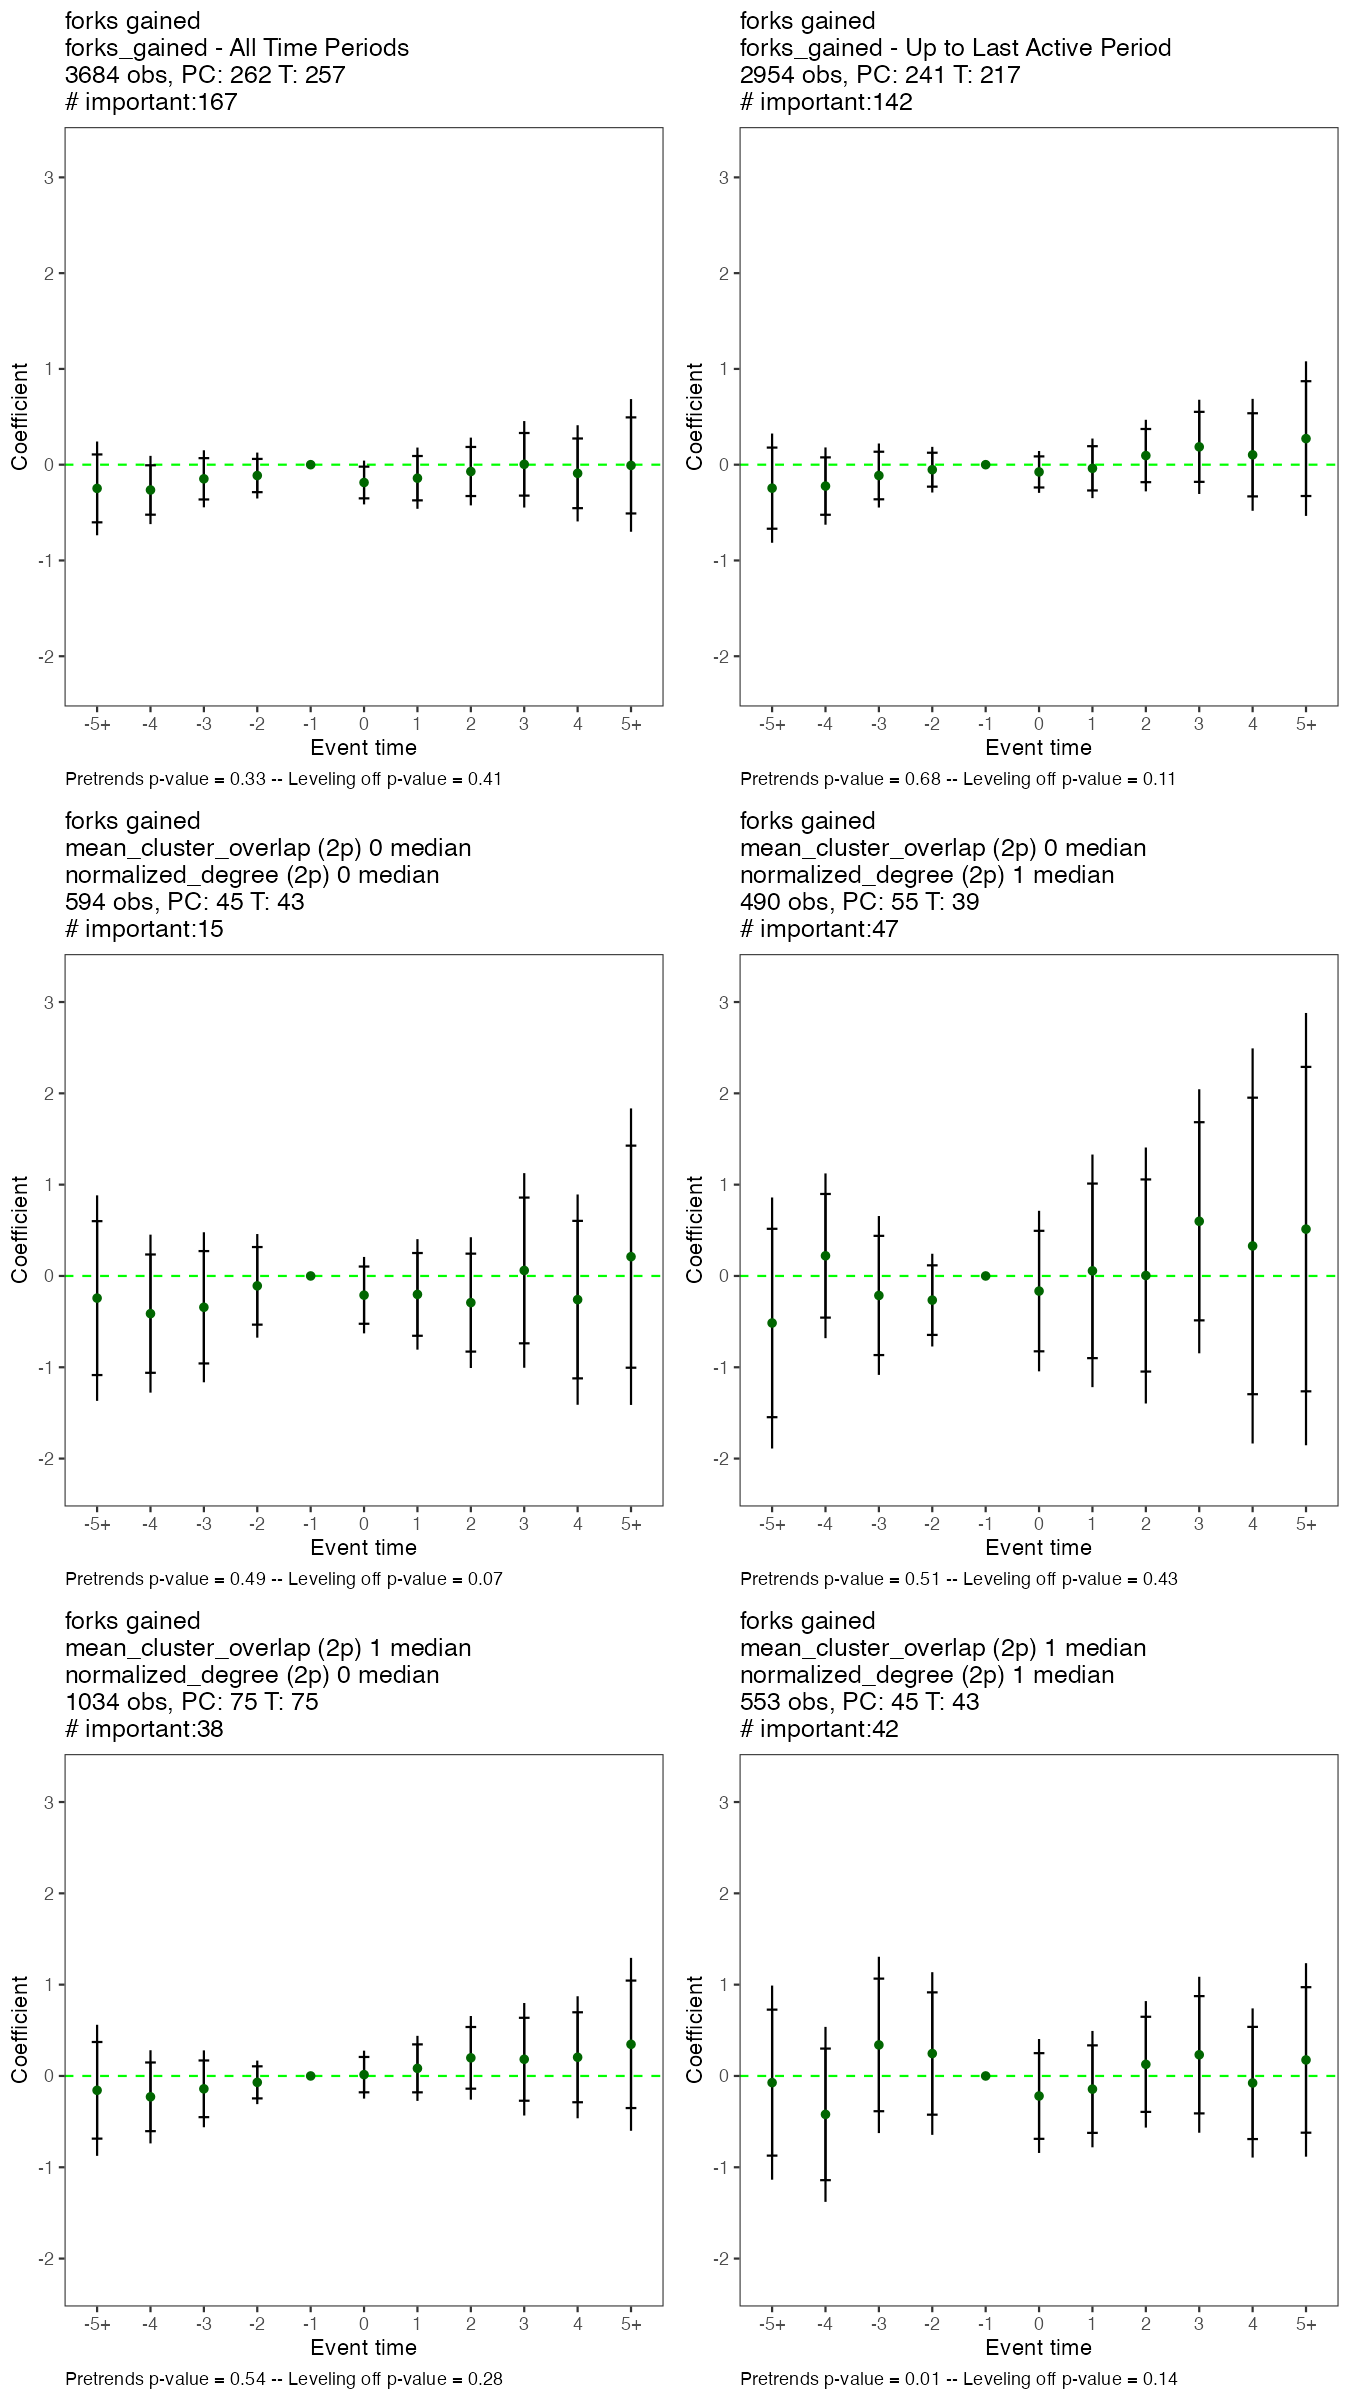 forks gained
forks_gained - All Time Periods
3684 obs, PC: 262 T: 257
# important:167
3
2
1
0
-1
-2
Coefficient
-5+ -4 -3 -2 -1 0 1 2 3 4 5+
Event time
Pretrends p-value = 0.33 -- Leveling off p-value = 0.41
forks gained
forks_gained - Up to Last Active Period
2954 obs, PC: 241 T: 217
# important:142
3
2
1
0
-1
-2
Coefficient
-5+ -4 -3 -2 -1 0 1 2 3 4 5+
Event time
Pretrends p-value = 0.68 -- Leveling off p-value = 0.11
forks gained
mean_cluster_overlap (2p) 0 median
normalized_degree (2p) 0 median
594 obs, PC: 45 T: 43
# important:15
3
2
1
0
-1
-2
Coefficient
-5+ -4 -3 -2 -1 0 1 2 3 4 5+
Event time
Pretrends p-value = 0.49 -- Leveling off p-value = 0.07
forks gained
mean_cluster_overlap (2p) 0 median
normalized_degree (2p) 1 median
490 obs, PC: 55 T: 39
# important:47
3
2
1
0
-1
-2
Coefficient
-5+ -4 -3 -2 -1 0 1 2 3 4 5+
Event time
Pretrends p-value = 0.51 -- Leveling off p-value = 0.43
forks gained
mean_cluster_overlap (2p) 1 median
normalized_degree (2p) 0 median
1034 obs, PC: 75 T: 75
# important:38
3
2
1
0
-1
-2
Coefficient
-5+ -4 -3 -2 -1 0 1 2 3 4 5+
Event time
Pretrends p-value = 0.54 -- Leveling off p-value = 0.28
forks gained
mean_cluster_overlap (2p) 1 median
normalized_degree (2p) 1 median
553 obs, PC: 45 T: 43
# important:42
3
2
1
0
-1
-2
Coefficient
-5+ -4 -3 -2 -1 0 1 2 3 4 5+
Event time
Pretrends p-value = 0.01 -- Leveling off p-value = 0.14